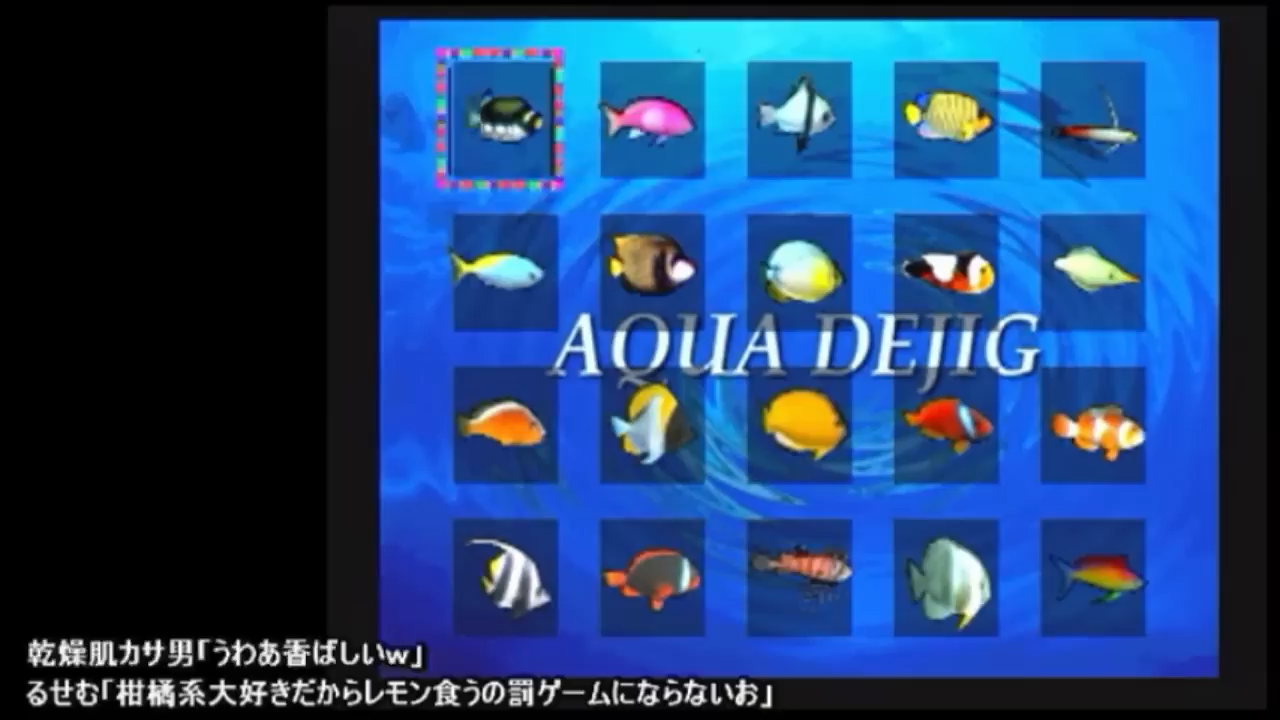 AQUA DEJIG
乾燥肌カサ男「うわあ香ばしいｗ」
るせむ「柑橘系大好きだからレモン食うの罰ゲームにならないお」